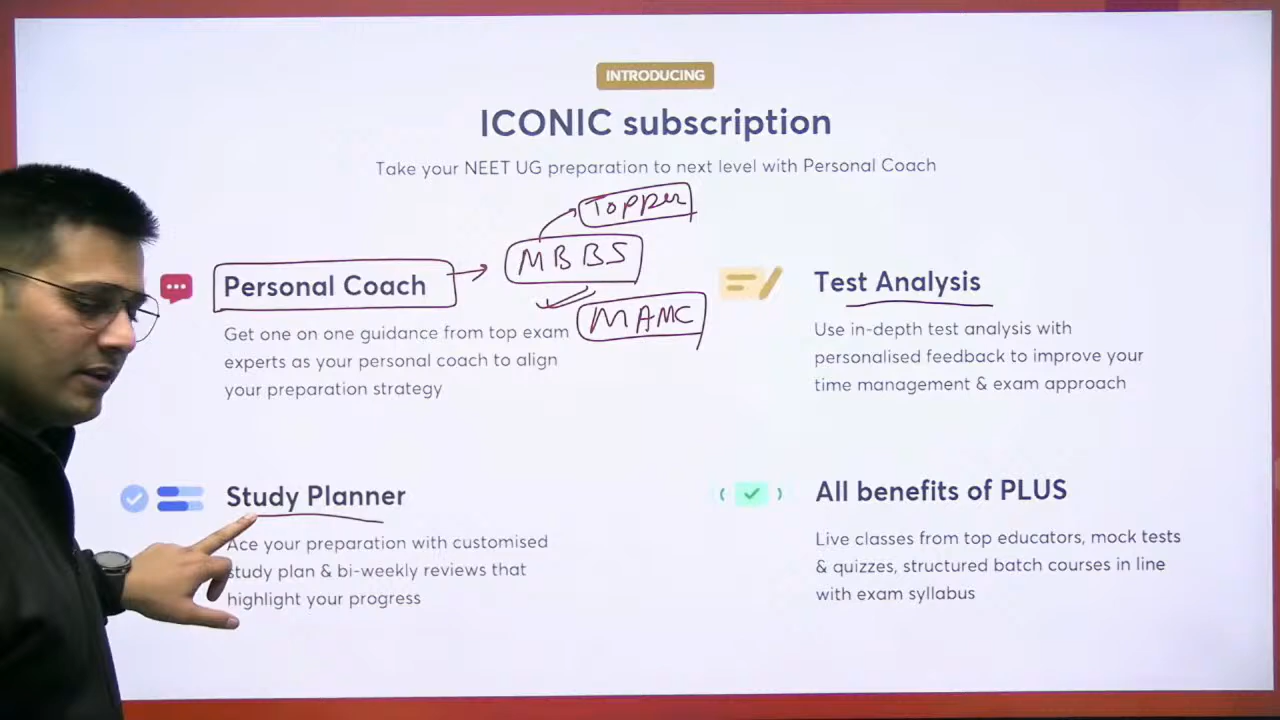 INTRODUCING
ICONIC subscription
Take your NEET UG preparation to next level with Personal Coach
Topper
MBBS
MAMC
Personal Coach
Get one on one guidance from top exam
experts as your personal coach to align
your preparation strategy
Test Analysis
Use in-depth test analysis with
personalised feedback to improve your
time management & exam approach
Study Planner
Ace your preparation with customised
study plan & bi-weekly reviews that
highlight your progress
All benefits of PLUS
Live classes from top educators, mock tests
& quizzes, structured batch courses in line
with exam syllabus